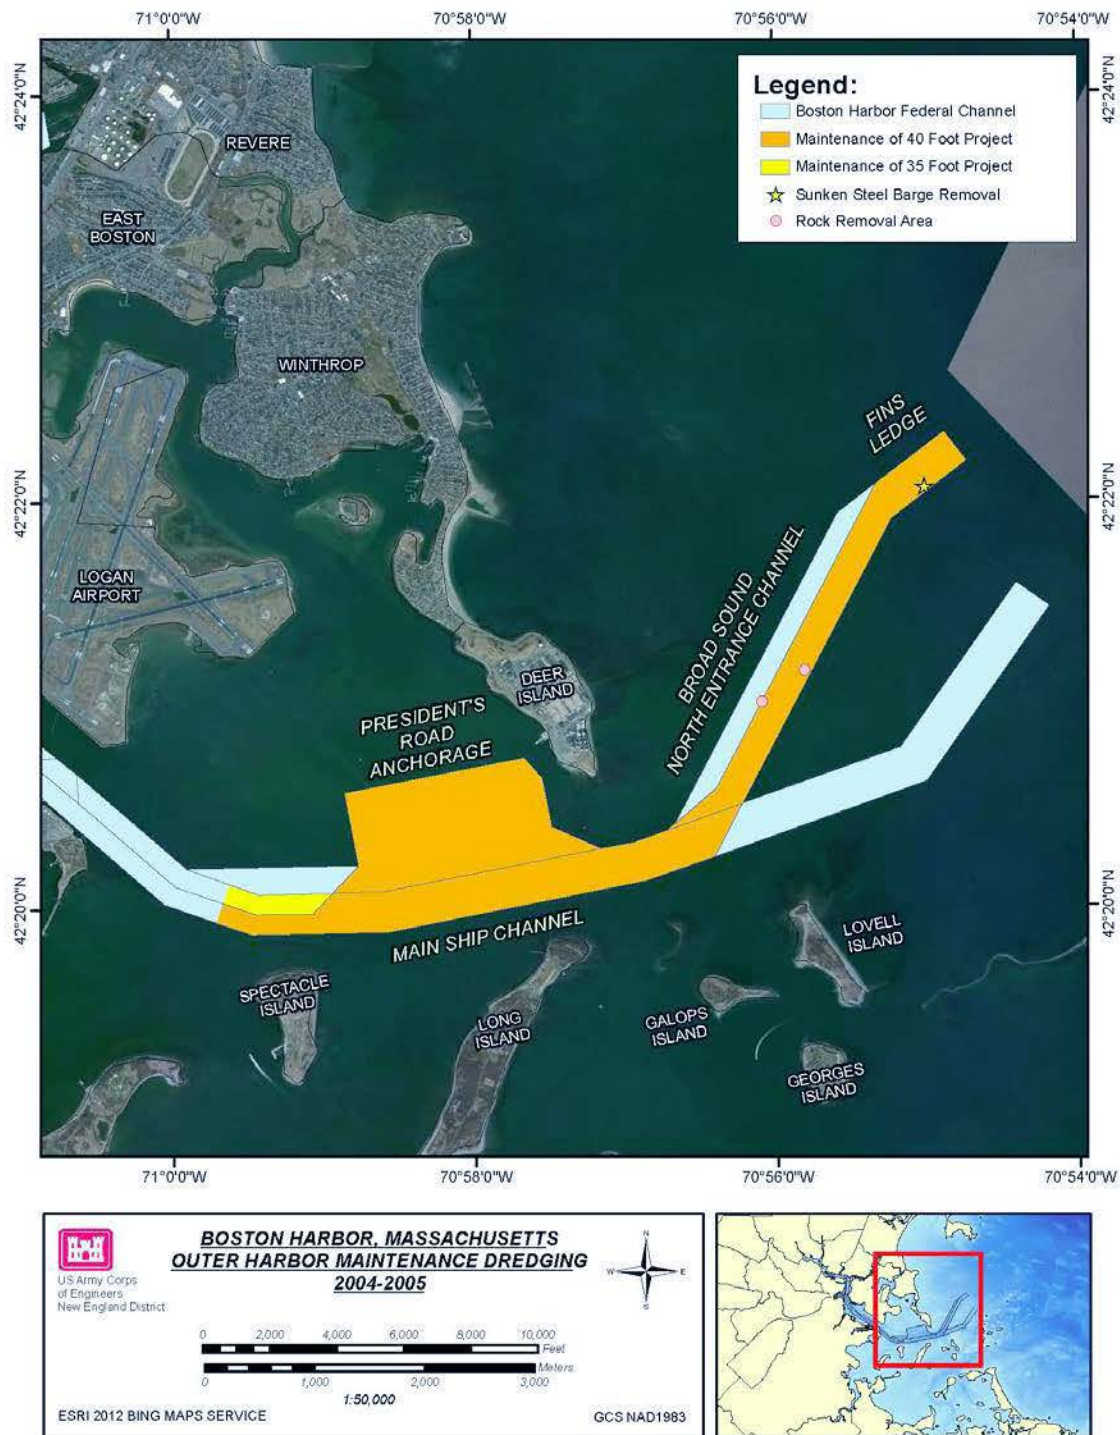 71°0'0"W
70°58'0"W
70°56'0"W
70°54'0"W
42°24'0"N
42°24'0"N
Legend:
Boston Harbor Federal Channel
Maintenance of 40 Foot Project
Maintenance of 35 Foot Project
Sunken Steel Barge Removal
Rock Removal Area
REVERE
EAST
BOSTON
WINTHROP
FINS
LEDGE
42°22'0"N
42°22'0"N
LOGAN
AIRPORT
BROAD SOUND
NORTH ENTRANCE CHANNEL
DEER
ISLAND
PRESIDENT'S
ROAD
ANCHORAGE
42°20'0"N
42°20'0"N
MAIN SHIP CHANNEL
LOVELL
ISLAND
SPECTACLE
ISLAND
LONG
ISLAND
GALOPS
ISLAND
GEORGES
ISLAND
71°0'0"W
70°58'0"W
70°56'0"W
70°54'0"W
US Army Corps
of Engineers
New England District
BOSTON HARBOR, MASSACHUSETTS
OUTER HARBOR MAINTENANCE DREDGING
2004-2005
N
W
E
S
0 2,000 4,000 6,000 8,000 10,000
Feet
Meters
0 1,000 2,000 3,000
1:50,000
ESRI 2012 BING MAPS SERVICE
GCS NAD1983